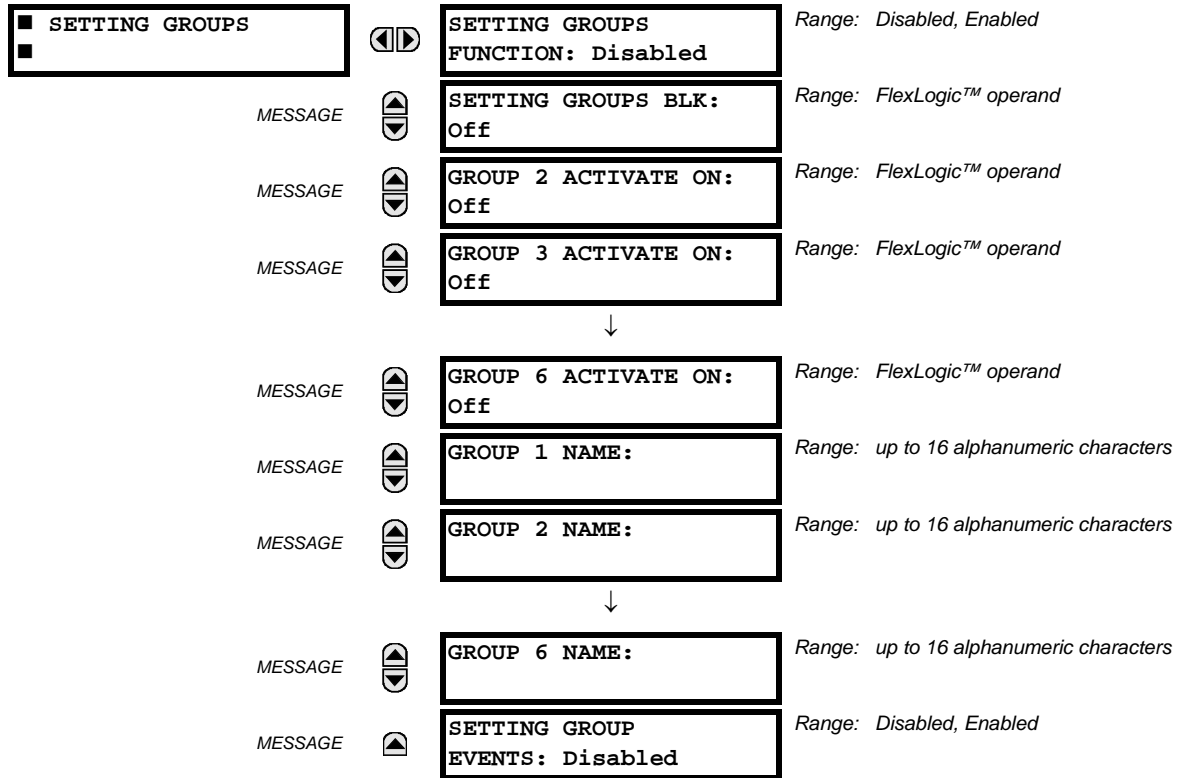 ■ SETTING GROUPS
■
SETTING GROUPS
FUNCTION: Disabled
Range: Disabled, Enabled
MESSAGE
SETTING GROUPS BLK:
Off
Range: FlexLogic™ operand
MESSAGE
GROUP 2 ACTIVATE ON:
Off
Range: FlexLogic™ operand
MESSAGE
GROUP 3 ACTIVATE ON:
Off
Range: FlexLogic™ operand
↓
MESSAGE
GROUP 6 ACTIVATE ON:
Off
Range: FlexLogic™ operand
MESSAGE
GROUP 1 NAME:
Range: up to 16 alphanumeric characters
MESSAGE
GROUP 2 NAME:
Range: up to 16 alphanumeric characters
↓
MESSAGE
GROUP 6 NAME:
Range: up to 16 alphanumeric characters
MESSAGE
SETTING GROUP
EVENTS: Disabled
Range: Disabled, Enabled